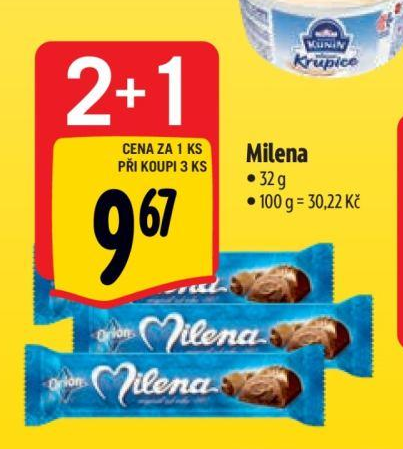 KUNÍN
Krupice
2+1
CENA ZA 1 KS
PŘI KOUPI 3 KS
9 67
Milena
• 32 g
• 100 g = 30,22 Kč
Orion
Milena
Orion
Milena